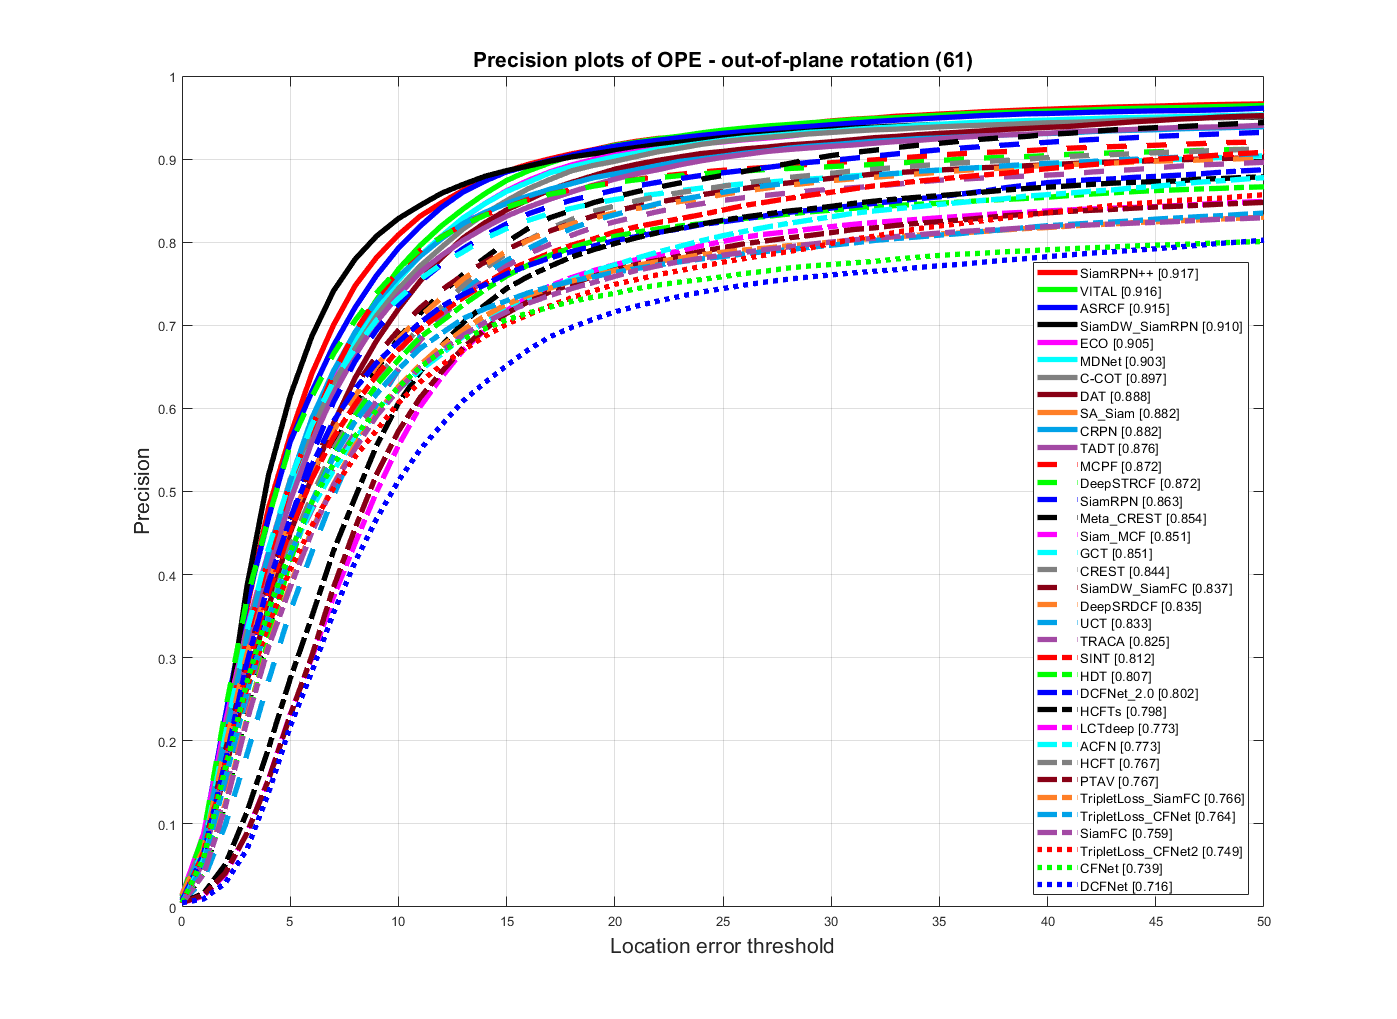 Precision plots of OPE - out-of-plane rotation (61)
1
0.9
0.8
0.7
0.6
0.5
0.4
0.3
0.2
0.1
0
Precision
SiamRPN++ [0.917]
VITAL [0.916]
ASRCF [0.915]
SiamDW_SiamRPN [0.910]
ECO [0.905]
MDNet [0.903]
C-COT [0.897]
DAT [0.888]
SA_Siam [0.882]
CRPN [0.882]
TADT [0.876]
MCPF [0.872]
DeepSTRCF [0.872]
SiamRPN [0.863]
Meta_CREST [0.854]
Siam_MCF [0.851]
GCT [0.851]
CREST [0.844]
SiamDW_SiamFC [0.837]
DeepSRDCF [0.835]
UCT [0.833]
TRACA [0.825]
SINT [0.812]
HDT [0.807]
DCFNet_2.0 [0.802]
HCFTs [0.798]
LCTdeep [0.773]
ACFN [0.773]
HCFT [0.767]
PTAV [0.767]
TripletLoss_SiamFC [0.766]
TripletLoss_CFNet [0.764]
SiamFC [0.759]
TripletLoss_CFNet2 [0.749]
CFNet [0.739]
DCFNet [0.716]
0 5 10 15 20 25 30 35 40 45 50
Location error threshold